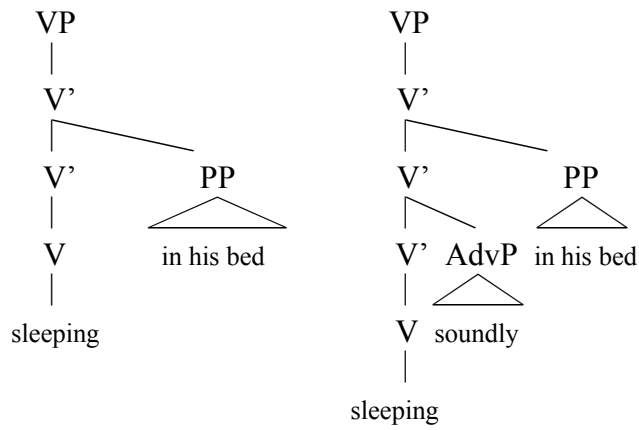 VP VP
V’ V’
V’ PP V’ PP
V in his bed V’ AdvP in his bed
sleeping V soundly
sleeping